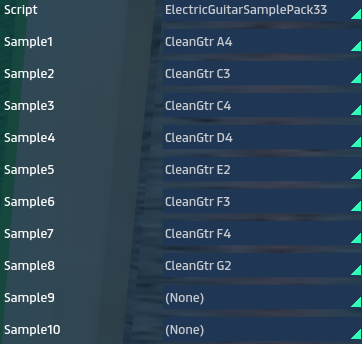 Script ElectricGuitarSamplePack33
Sample1 CleanGtr A4
Sample2 CleanGtr C3
Sample3 CleanGtr C4
Sample4 CleanGtr D4
Sample5 CleanGtr E2
Sample6 CleanGtr F3
Sample7 CleanGtr F4
Sample8 CleanGtr G2
Sample9 (None)
Sample10 (None)